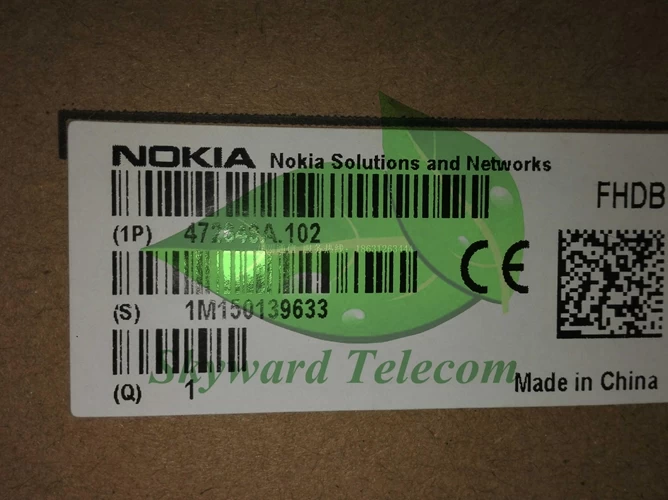 NOKIA Nokia Solutions and Networks
FHDB
(1P)
(S) 1M150139633
Skyward Telecom
(Q) 1
Made in China